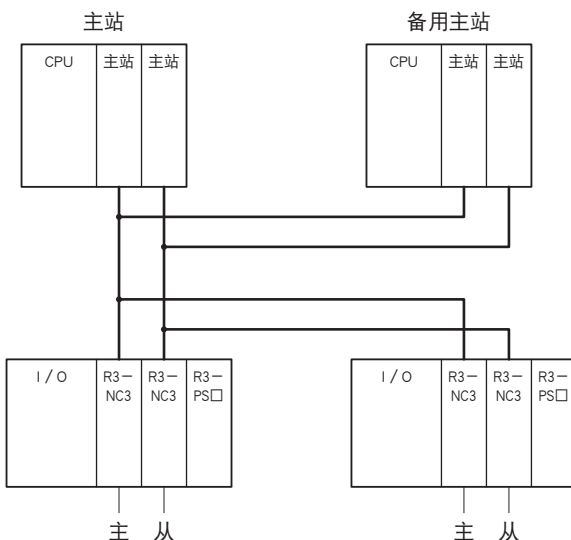 主站
备用主站
CPU
主站
主站
CPU
主站
主站
I/O
R3-
NC3
R3-
NC3
R3-
PS□
I/O
R3-
NC3
R3-
NC3
R3-
PS□
主
从
主
从